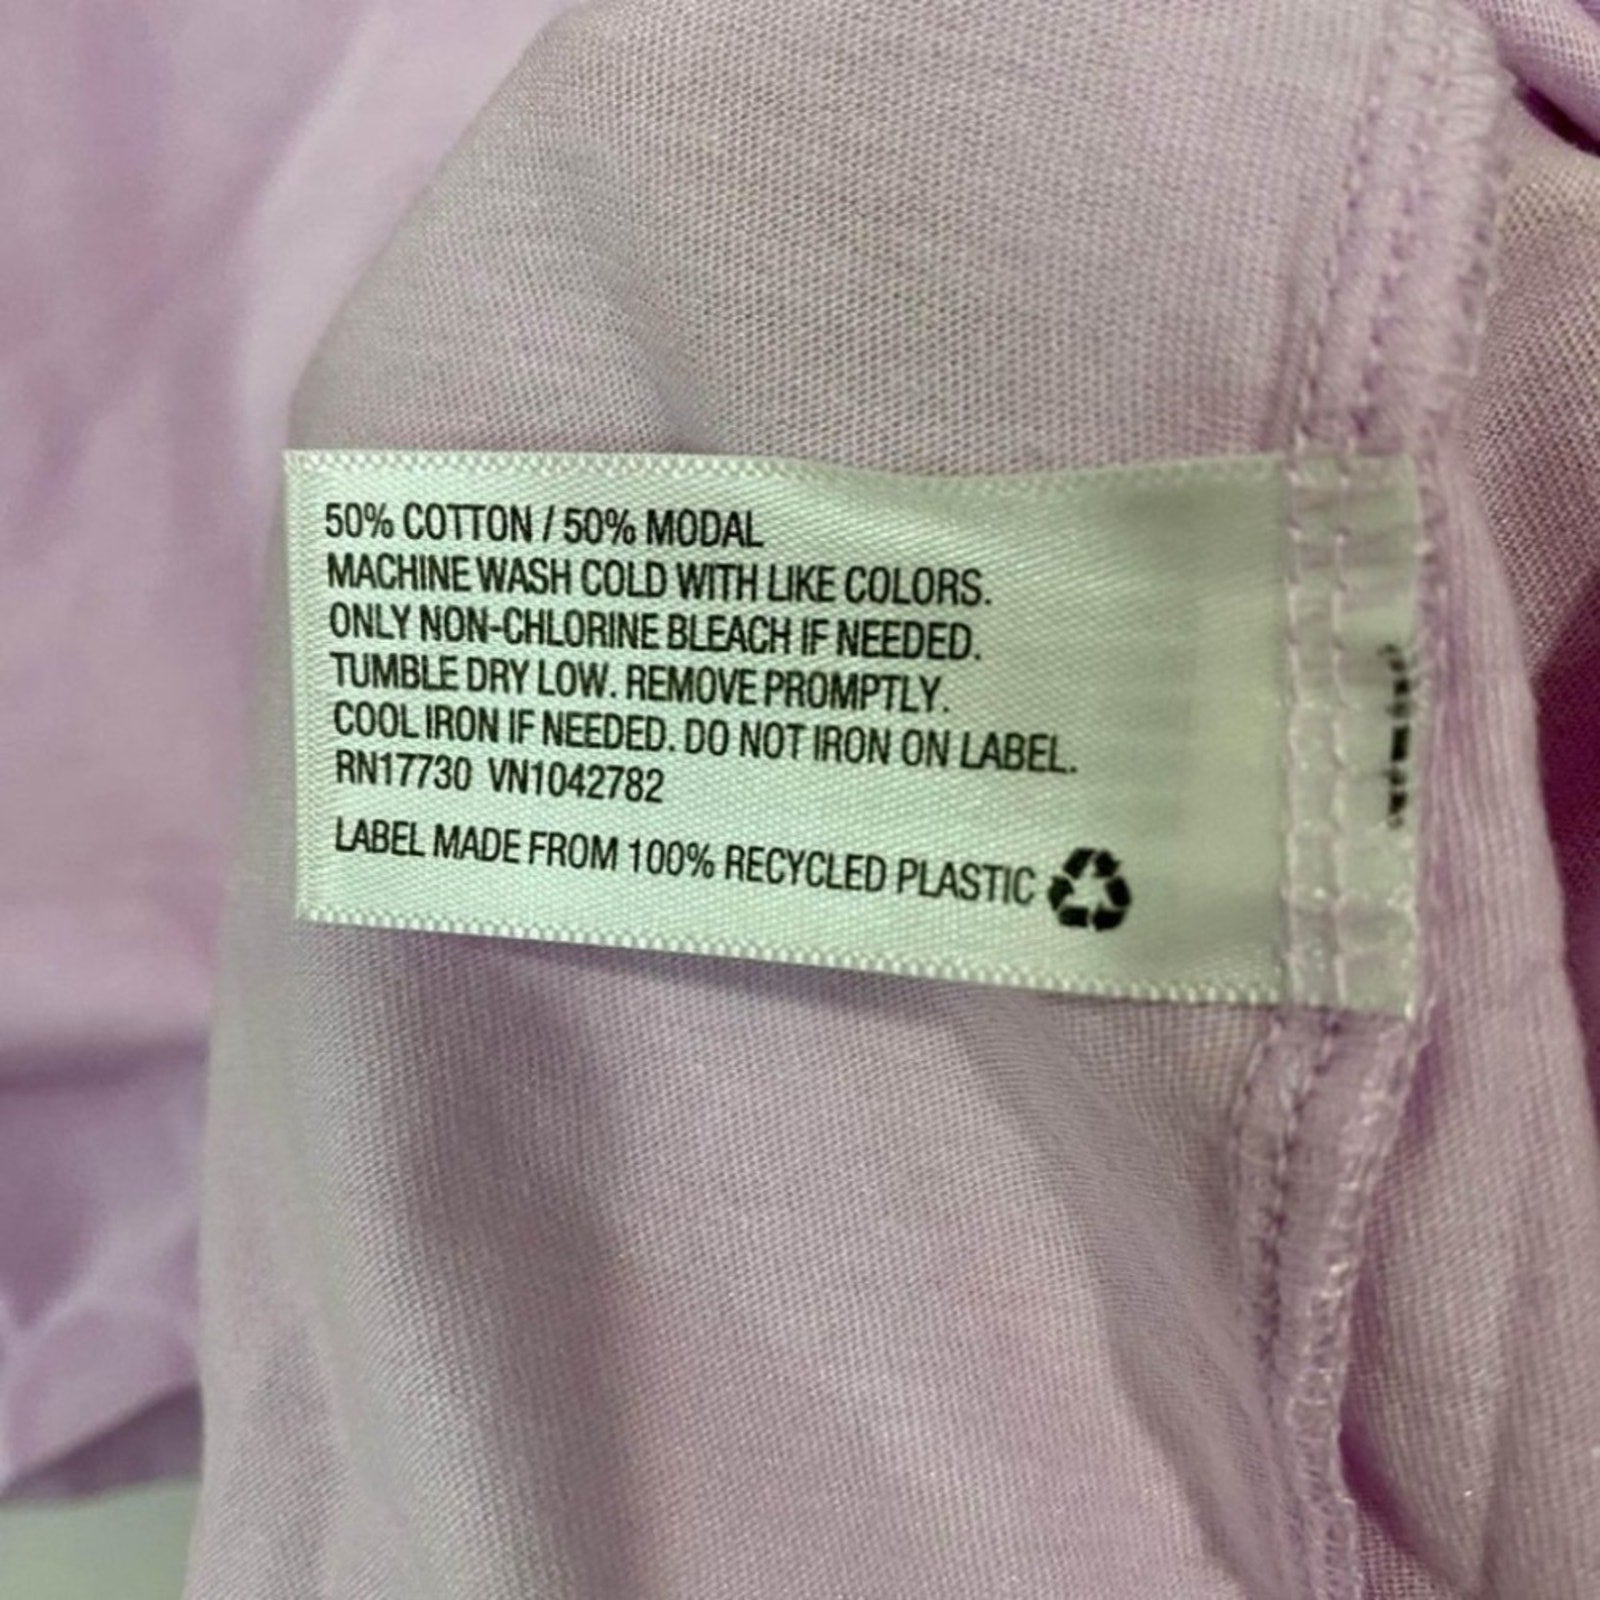 50% COTTON / 50% MODAL
MACHINE WASH COLD WITH LIKE COLORS.
ONLY NON-CHLORINE BLEACH IF NEEDED.
TUMBLE DRY LOW. REMOVE PROMPTLY.
COOL IRON IF NEEDED. DO NOT IRON ON LABEL.
RN17730 VN1042782
LABEL MADE FROM 100% RECYCLED PLASTIC